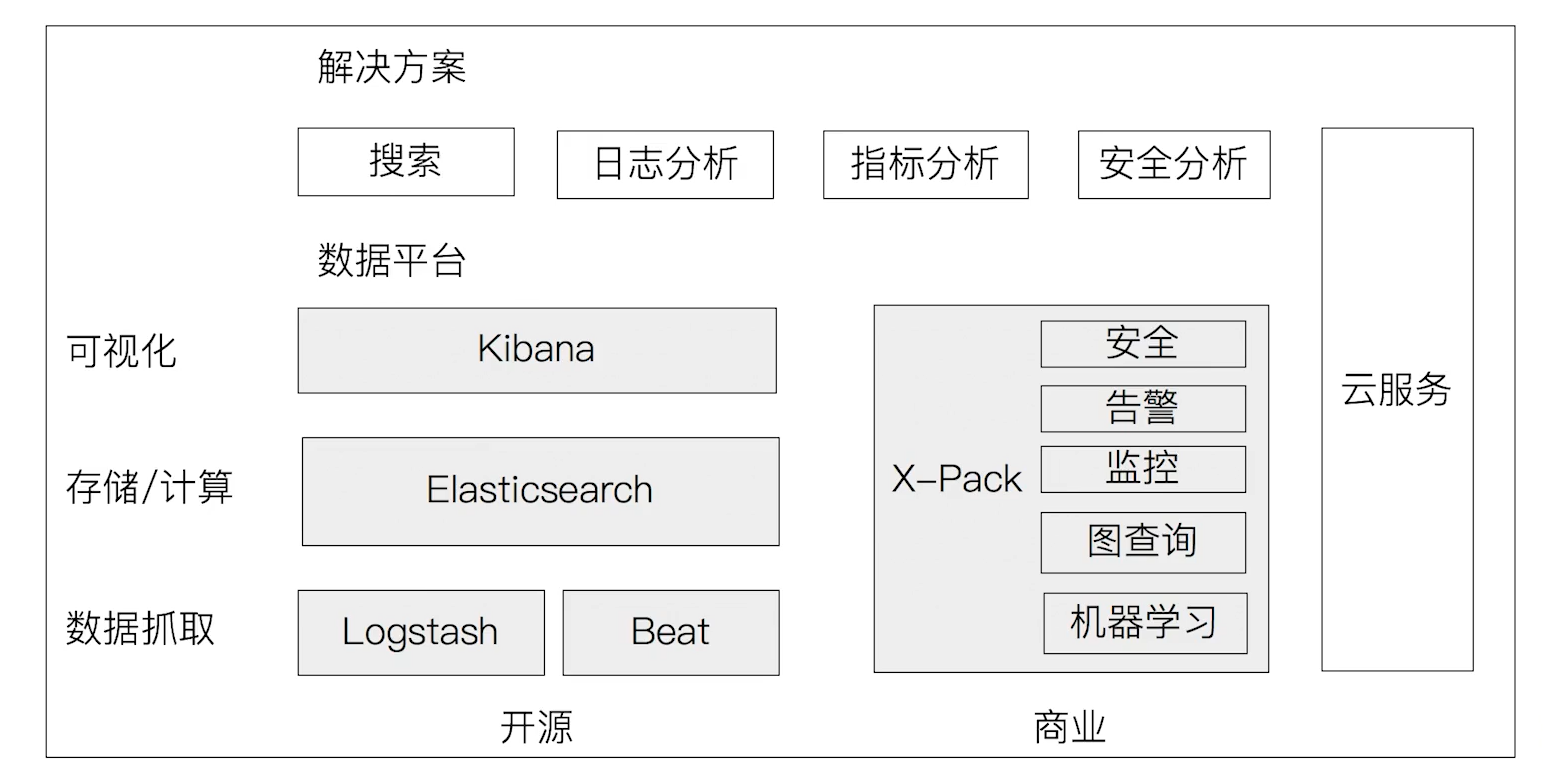 解决方案
搜索
日志分析
指标分析
安全分析
数据平台
可视化
Kibana
存储/计算
Elasticsearch
数据抓取
Logstash
Beat
X-Pack
安全
告警
监控
图查询
机器学习
云服务
开源
商业